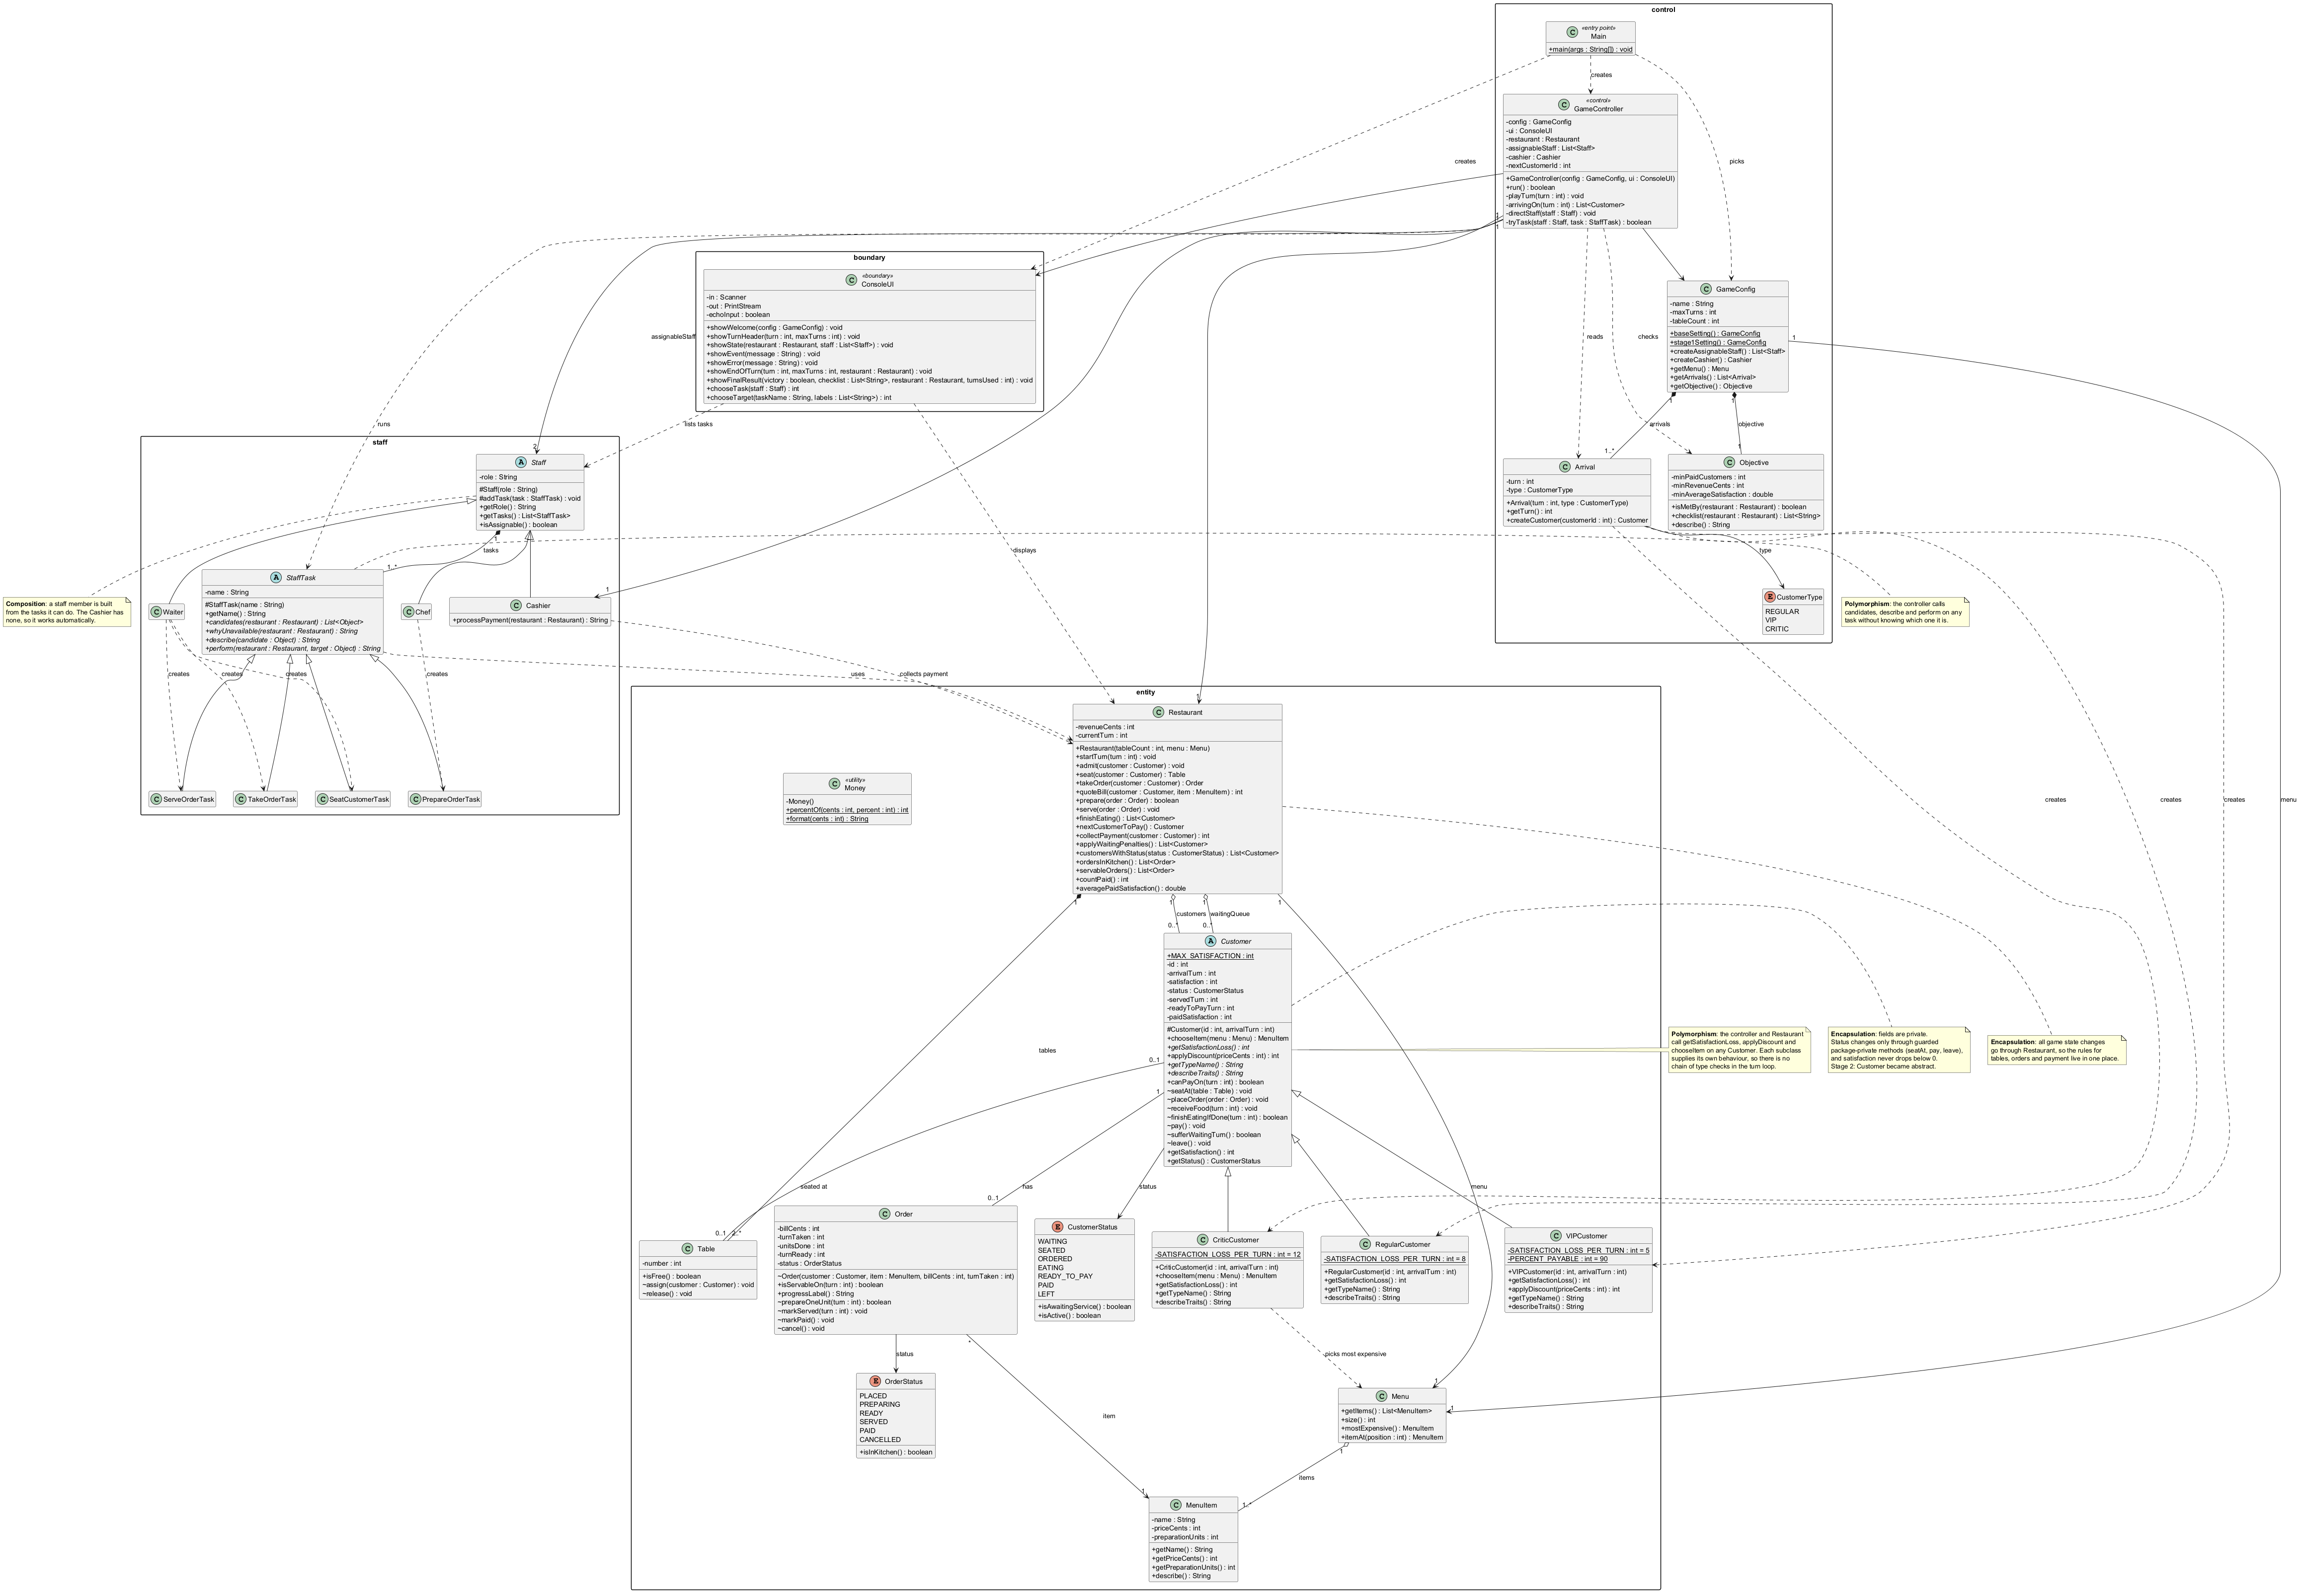 control
C «entry point»
Main
+main(args : String[]) : void
creates
picks
creates
C «control»
GameController
-config : GameConfig
-ui : ConsoleUI
-restaurant : Restaurant
-assignableStaff : List<Staff>
-cashier : Cashier
-nextCustomerId : int
+GameController(config : GameConfig, ui : ConsoleUI)
+run() : boolean
-playTurn(turn : int) : void
-arrivingOn(turn : int) : List<Customer>
-directStaff(staff : Staff) : void
-tryTask(staff : Staff, task : StaffTask) : boolean
1
1
reads
checks
C GameConfig
-name : String
-maxTurns : int
-tableCount : int
+baseSetting() : GameConfig
+stage1Setting() : GameConfig
+createAssignableStaff() : List<Staff>
+createCashier() : Cashier
+getMenu() : Menu
+getArrivals() : List<Arrival>
+getObjective() : Objective
1
1
1
arrivals
objective
1..*
1
C Arrival
-turn : int
-type : CustomerType
+Arrival(turn : int, type : CustomerType)
+getTurn() : int
+createCustomer(customerId : int) : Customer
C Objective
-minPaidCustomers : int
-minRevenueCents : int
-minAverageSatisfaction : double
+isMetBy(restaurant : Restaurant) : boolean
+checklist(restaurant : Restaurant) : List<String>
+describe() : String
type
E CustomerType
REGULAR
VIP
CRITIC
boundary
C «boundary»
ConsoleUI
-in : Scanner
-out : PrintStream
-echoInput : boolean
+showWelcome(config : GameConfig) : void
+showTurnHeader(turn : int, maxTurns : int) : void
+showState(restaurant : Restaurant, staff : List<Staff>) : void
+showEvent(message : String) : void
+showError(message : String) : void
+showEndOfTurn(turn : int, maxTurns : int, restaurant : Restaurant) : void
+showFinalResult(victory : boolean, checklist : List<String>, restaurant : Restaurant, turnsUsed : int) : void
+chooseTask(staff : Staff) : int
+chooseTarget(taskName : String, labels : List<String>) : int
assignableStaff
lists tasks
runs
displays
2
staff
A Staff
-role : String
#Staff(role : String)
#addTask(task : StaffTask) : void
+getRole() : String
+getTasks() : List<StaffTask>
+isAssignable() : boolean
1
tasks
1..*
A StaffTask
-name : String
#StaffTask(name : String)
+getName() : String
+candidates(restaurant : Restaurant) : List<Object>
+whyUnavailable(restaurant : Restaurant) : String
+describe(candidate : Object) : String
+perform(restaurant : Restaurant, target : Object) : String
C Waiter
C Chef
1
C Cashier
+processPayment(restaurant : Restaurant) : String
Composition: a staff member is built
from the tasks it can do. The Cashier has
none, so it works automatically.
Polymorphism: the controller calls
candidates, describe and perform on any
task without knowing which one it is.
creates
creates
creates
creates
uses
collects payment
C ServeOrderTask
C TakeOrderTask
C SeatCustomerTask
C PrepareOrderTask
creates
creates
creates
menu
entity
1
C Restaurant
-revenueCents : int
-currentTurn : int
+Restaurant(tableCount : int, menu : Menu)
+startTurn(turn : int) : void
+admit(customer : Customer) : void
+seat(customer : Customer) : Table
+takeOrder(customer : Customer) : Order
+quoteBill(customer : Customer, item : MenuItem) : int
+prepare(order : Order) : boolean
+serve(order : Order) : void
+finishEating() : List<Customer>
+nextCustomerToPay() : Customer
+collectPayment(customer : Customer) : int
+applyWaitingPenalties() : List<Customer>
+customersWithStatus(status : CustomerStatus) : List<Customer>
+ordersInKitchen() : List<Order>
+servableOrders() : List<Order>
+countPaid() : int
+averagePaidSatisfaction() : double
C «utility»
Money
-Money()
+percentOf(cents : int, percent : int) : int
+format(cents : int) : String
1
1
1
1
customers
waitingQueue
0..*
0..*
A Customer
+MAX_SATISFACTION : int
-id : int
-arrivalTurn : int
-satisfaction : int
-status : CustomerStatus
-servedTurn : int
-readyToPayTurn : int
-paidSatisfaction : int
#Customer(id : int, arrivalTurn : int)
+chooseItem(menu : Menu) : MenuItem
+getSatisfactionLoss() : int
+applyDiscount(priceCents : int) : int
+getTypeName() : String
+describeTraits() : String
+canPayOn(turn : int) : boolean
~seatAt(table : Table) : void
~placeOrder(order : Order) : void
~receiveFood(turn : int) : void
~finishEatingIfDone(turn : int) : boolean
~pay() : void
~sufferWaitingTurn() : boolean
~leave() : void
+getSatisfaction() : int
+getStatus() : CustomerStatus
Polymorphism: the controller and Restaurant
call getSatisfactionLoss, applyDiscount and
chooseItem on any Customer. Each subclass
supplies its own behaviour, so there is no
chain of type checks in the turn loop.
Encapsulation: fields are private.
Status changes only through guarded
package-private methods (seatAt, pay, leave),
and satisfaction never drops below 0.
Stage 2: Customer became abstract.
Encapsulation: all game state changes
go through Restaurant, so the rules for
tables, orders and payment live in one place.
tables
0..1
1
seated at
has
status
menu
0..1
2..*
0..1
C Table
-number : int
+isFree() : boolean
~assign(customer : Customer) : void
~release() : void
C Order
-billCents : int
-turnTaken : int
-unitsDone : int
-turnReady : int
-status : OrderStatus
~Order(customer : Customer, item : MenuItem, billCents : int, turnTaken : int)
+isServableOn(turn : int) : boolean
+progressLabel() : String
~prepareOneUnit(turn : int) : boolean
~markServed(turn : int) : void
~markPaid() : void
~cancel() : void
E CustomerStatus
WAITING
SEATED
ORDERED
EATING
READY_TO_PAY
PAID
LEFT
+isAwaitingService() : boolean
+isActive() : boolean
C CriticCustomer
-SATISFACTION_LOSS_PER_TURN : int = 12
+CriticCustomer(id : int, arrivalTurn : int)
+chooseItem(menu : Menu) : MenuItem
+getSatisfactionLoss() : int
+getTypeName() : String
+describeTraits() : String
C RegularCustomer
-SATISFACTION_LOSS_PER_TURN : int = 8
+RegularCustomer(id : int, arrivalTurn : int)
+getSatisfactionLoss() : int
+getTypeName() : String
+describeTraits() : String
C VIPCustomer
-SATISFACTION_LOSS_PER_TURN : int = 5
-PERCENT_PAYABLE : int = 90
+VIPCustomer(id : int, arrivalTurn : int)
+getSatisfactionLoss() : int
+applyDiscount(priceCents : int) : int
+getTypeName() : String
+describeTraits() : String
status
*
picks most expensive
E OrderStatus
PLACED
PREPARING
READY
SERVED
PAID
CANCELLED
+isInKitchen() : boolean
item
1
1
C Menu
+getItems() : List<MenuItem>
+size() : int
+mostExpensive() : MenuItem
+itemAt(position : int) : MenuItem
1
items
1
1..*
C MenuItem
-name : String
-priceCents : int
-preparationUnits : int
+getName() : String
+getPriceCents() : int
+getPreparationUnits() : int
+describe() : String